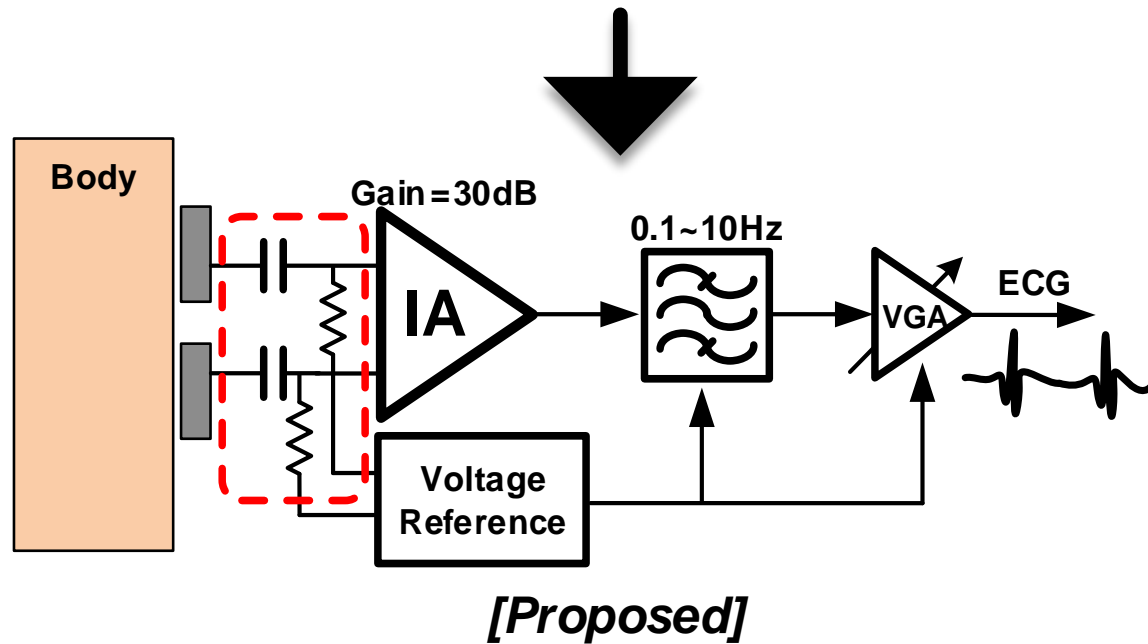 Body
Gain=30dB
IA
0.1~10Hz
VGA
ECG
Voltage
Reference
[Proposed]